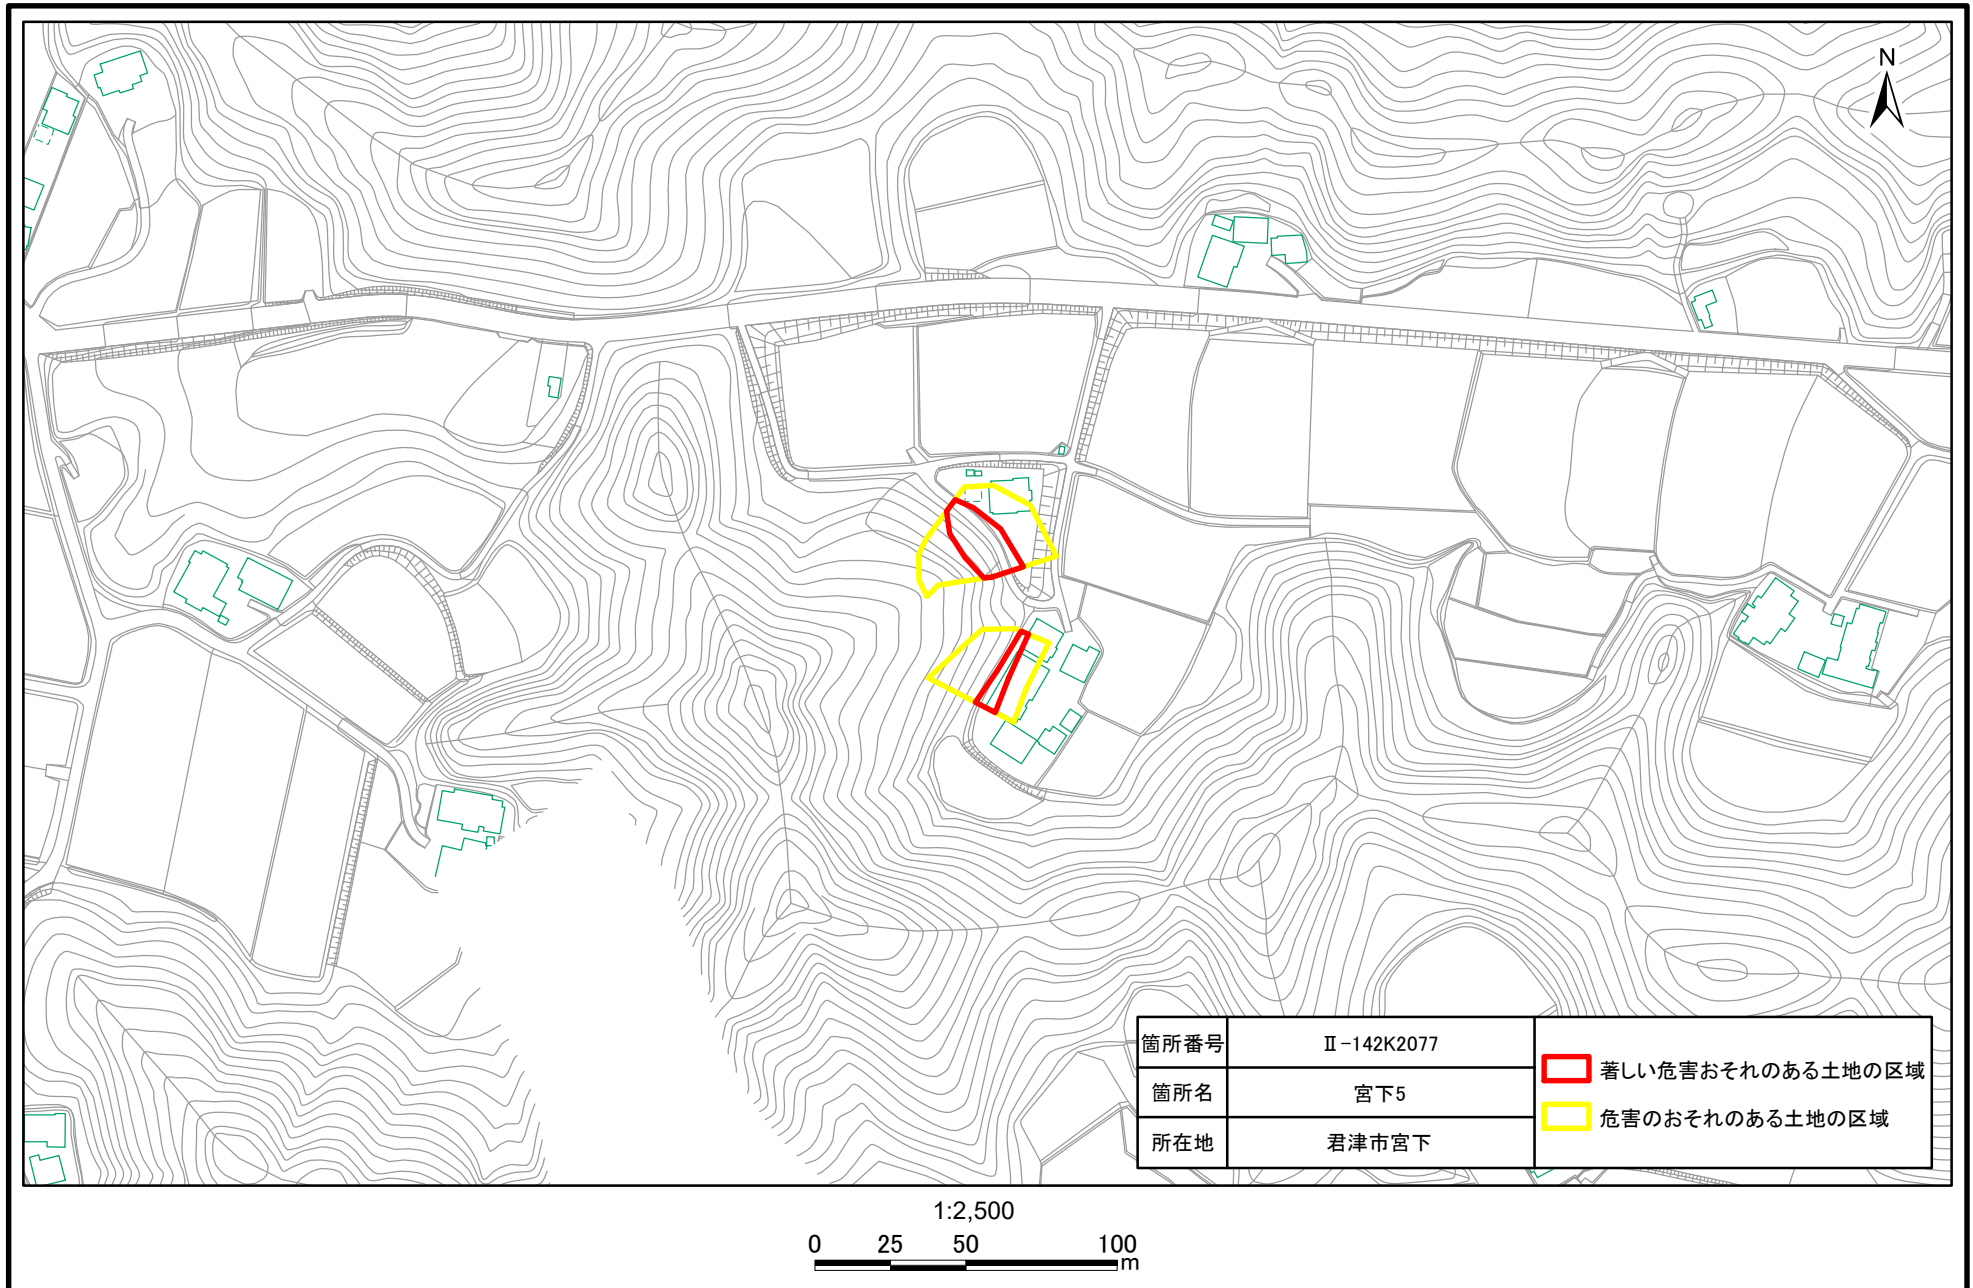 N
箇所番号 Ⅱ-142K2077
箇所名 宮下5
所在地 君津市宮下
著しい危害おそれのある土地の区域
危害のおそれのある土地の区域
1:2,500
0 25 50 100
m